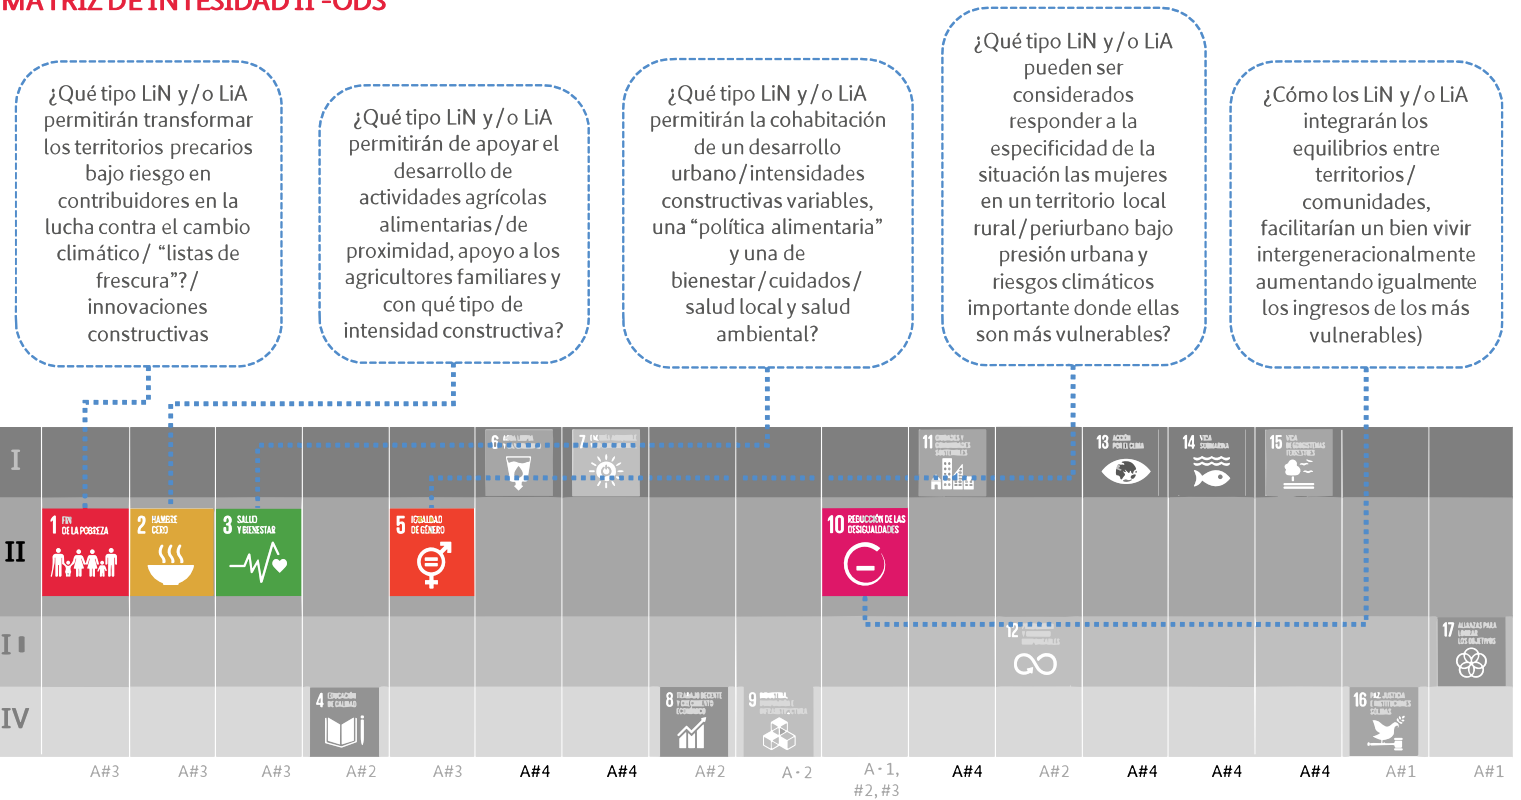 MATRIZ DE INTESIDAD II -ODS
¿Qué tipo LiN y/o LiA
permitirán transformar
los territorios precarios
bajo riesgo en
contribuidores en la
lucha contra el cambio
climático/ “listas de
frescura”?/
innovaciones
constructivas
¿Qué tipo LiN y/o LiA
permitirán de apoyar el
desarrollo de
actividades agrícolas
alimentarias/de
proximidad, apoyo a los
agricultores familiares y
con qué tipo de
intensidad constructiva?
¿Qué tipo LiN y/o LiA
permitirán la cohabitación
de un desarrollo
urbano/intensidades
constructivas variables,
una “política alimentaria”
y una de
bienestar/cuidados/
salud local y salud
ambiental?
¿Qué tipo LiN y/o LiA
pueden ser
considerados
responder a la
especificidad de la
situación las mujeres
en un territorio local
rural/periurbano bajo
presión urbana y
riesgos climáticos
importante donde ellas
son más vulnerables?
¿Cómo los LiN y/o LiA
integrarán los
equilibrios entre
territorios/
comunidades,
facilitarían un bien vivir
intergeneracionalmente
aumentando igualmente
los ingresos de los más
vulnerables)
I
6
7
11 CIUDADES Y
COMUNIDADES
SOSTENIBLES
13 ACCIÓN
POR EL CLIMA
14 VIDA
SUBMARINA
15 VIDA
DE ECOSISTEMAS
TERRESTRES
II
1 FIN
DE LA POBREZA
2 HAMBRE
CERO
3 SALUD
Y BIENESTAR
5 IGUALDAD
DE GÉNERO
10 REDUCCIÓN DE LAS
DESIGUALDADES
12
17 ALIANZAS PARA
LOGRAR
LOS OBJETIVOS
IV
4 EDUCACIÓN
DE CALIDAD
8 TRABAJO DECENTE
Y CRECIMIENTO
ECONÓMICO
9
16 PAZ, JUSTICIA
E INSTITUCIONES
SÓLIDAS
A#3 A#3 A#3 A#2 A#3 A#4 A#4 A#2 A-2 A-1, A#4 A#2 A#4 A#4 A#4 A#1 A#1
#2, #3